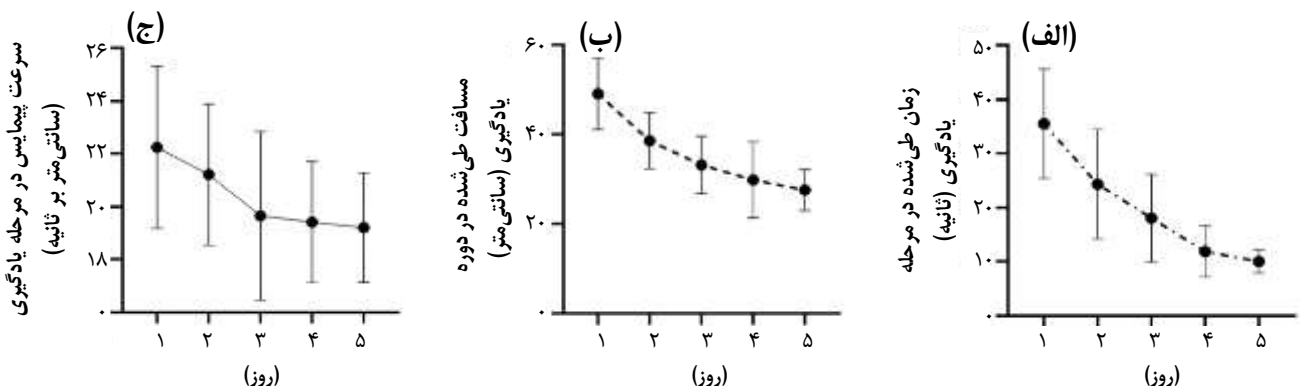 (الف)
زمان طی‌شده در مرحله
یادگیری (ثانیه)
۵۰
۴۰
۳۰
۲۰
۱۰
۰
۱ ۲ ۳ ۴ ۵
(روز)
(ب)
مسافت طی‌شده در دوره
یادگیری (سانتی‌متر)
۶۰
۴۰
۲۰
۰
۱ ۲ ۳ ۴ ۵
(روز)
(ج)
سرعت پیمایس در مرحله یادگیری
(سانتی‌متر بر ثانیه)
۲۶
۲۴
۲۲
۲۰
۱۸
۰
۱ ۲ ۳ ۴ ۵
(روز)